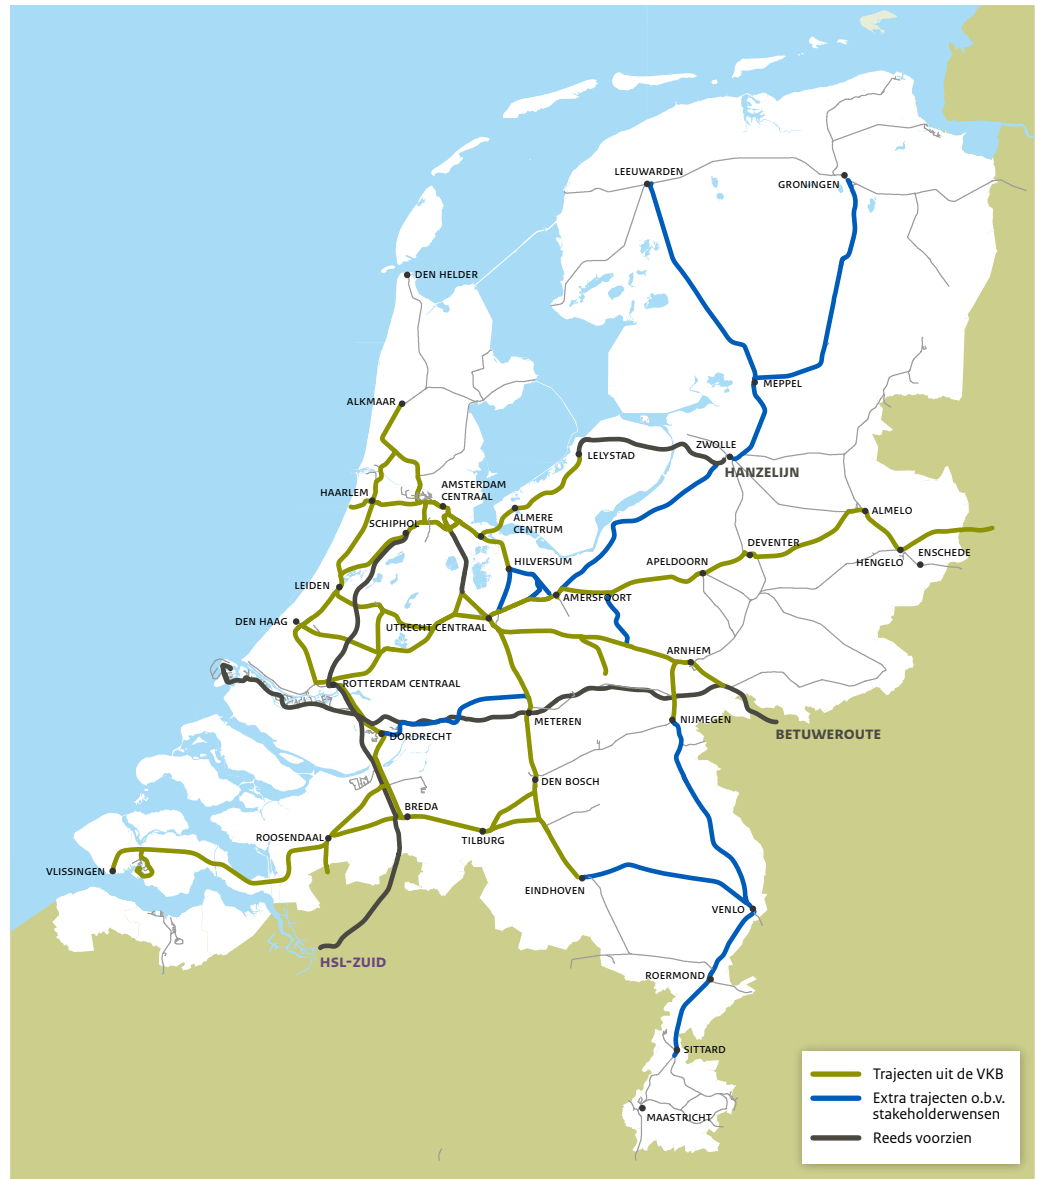 LEEUWARDEN
GRONINGEN
DEN HELDER
MEPPEL
ALKMAAR
ZWOLLE
LELYSTAD
HANZELIJN
HAARLEM
AMSTERDAM
CENTRAAL
ALMERE
CENTRUM
SCHIPHOL
ALMELO
DEVENTER
ENSCHEDE
HENGELO
HILVERSUM
APELDOORN
LEIDEN
AMERSFOORT
DEN HAAG
UTRECHT CENTRAAL
ARNHEM
ROTTERDAM CENTRAAL
METEREN
NIJMEGEN
DORDRECHT
BETUWEROUTE
DEN BOSCH
BREDA
ROOSENDAAL
TILBURG
VLISSINGEN
EINDHOVEN
VENLO
HSL-ZUID
ROERMOND
SITTARD
MAASTRICHT
Trajecten uit de VKB
Extra trajecten o.b.v.
stakeholderwensen
Reeds voorzien